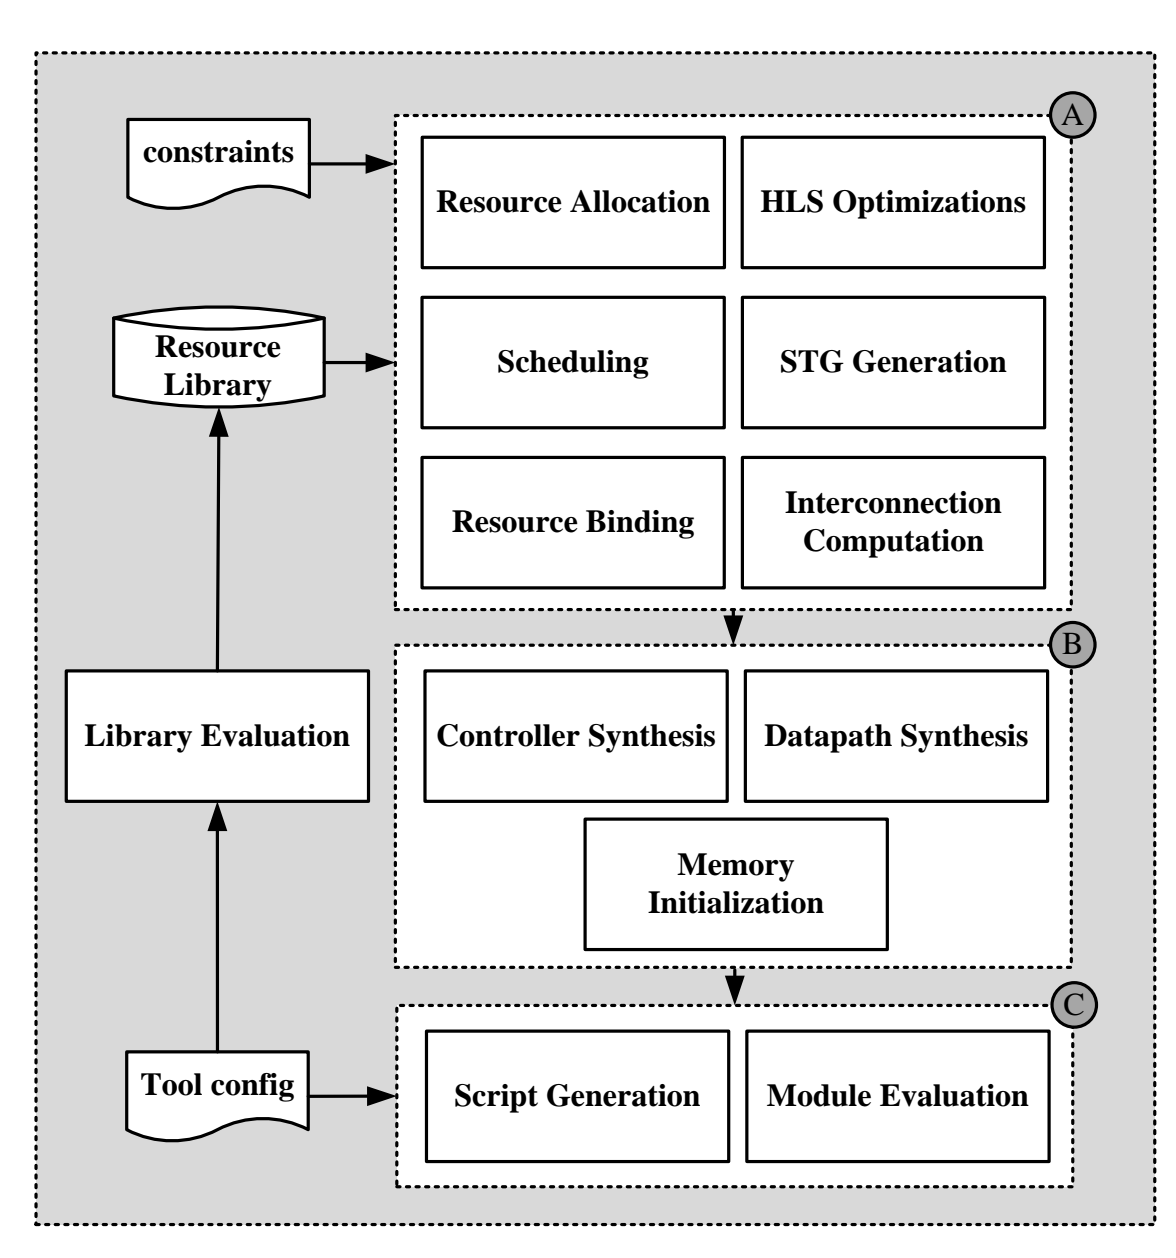 A
constraints
Resource Allocation
HLS Optimizations
Resource
Library
Scheduling
STG Generation
Resource Binding
Interconnection
Computation
B
Library Evaluation
Controller Synthesis
Datapath Synthesis
Memory
Initialization
C
Tool config
Script Generation
Module Evaluation